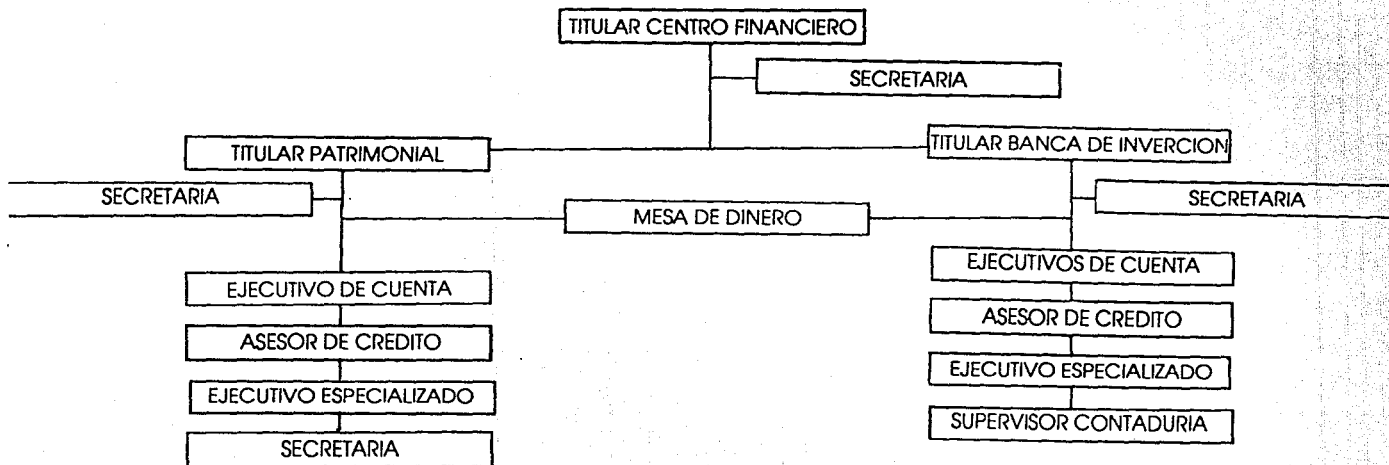 TITULAR CENTRO FINANCIERO
SECRETARIA
TITULAR PATRIMONIAL
TITULAR BANCA DE INVERCION
SECRETARIA
SECRETARIA
MESA DE DINERO
EJECUTIVO DE CUENTA
ASESOR DE CREDITO
EJECUTIVO ESPECIALIZADO
SECRETARIA
EJECUTIVOS DE CUENTA
ASESOR DE CREDITO
EJECUTIVO ESPECIALIZADO
SUPERVISOR CONTADURIA